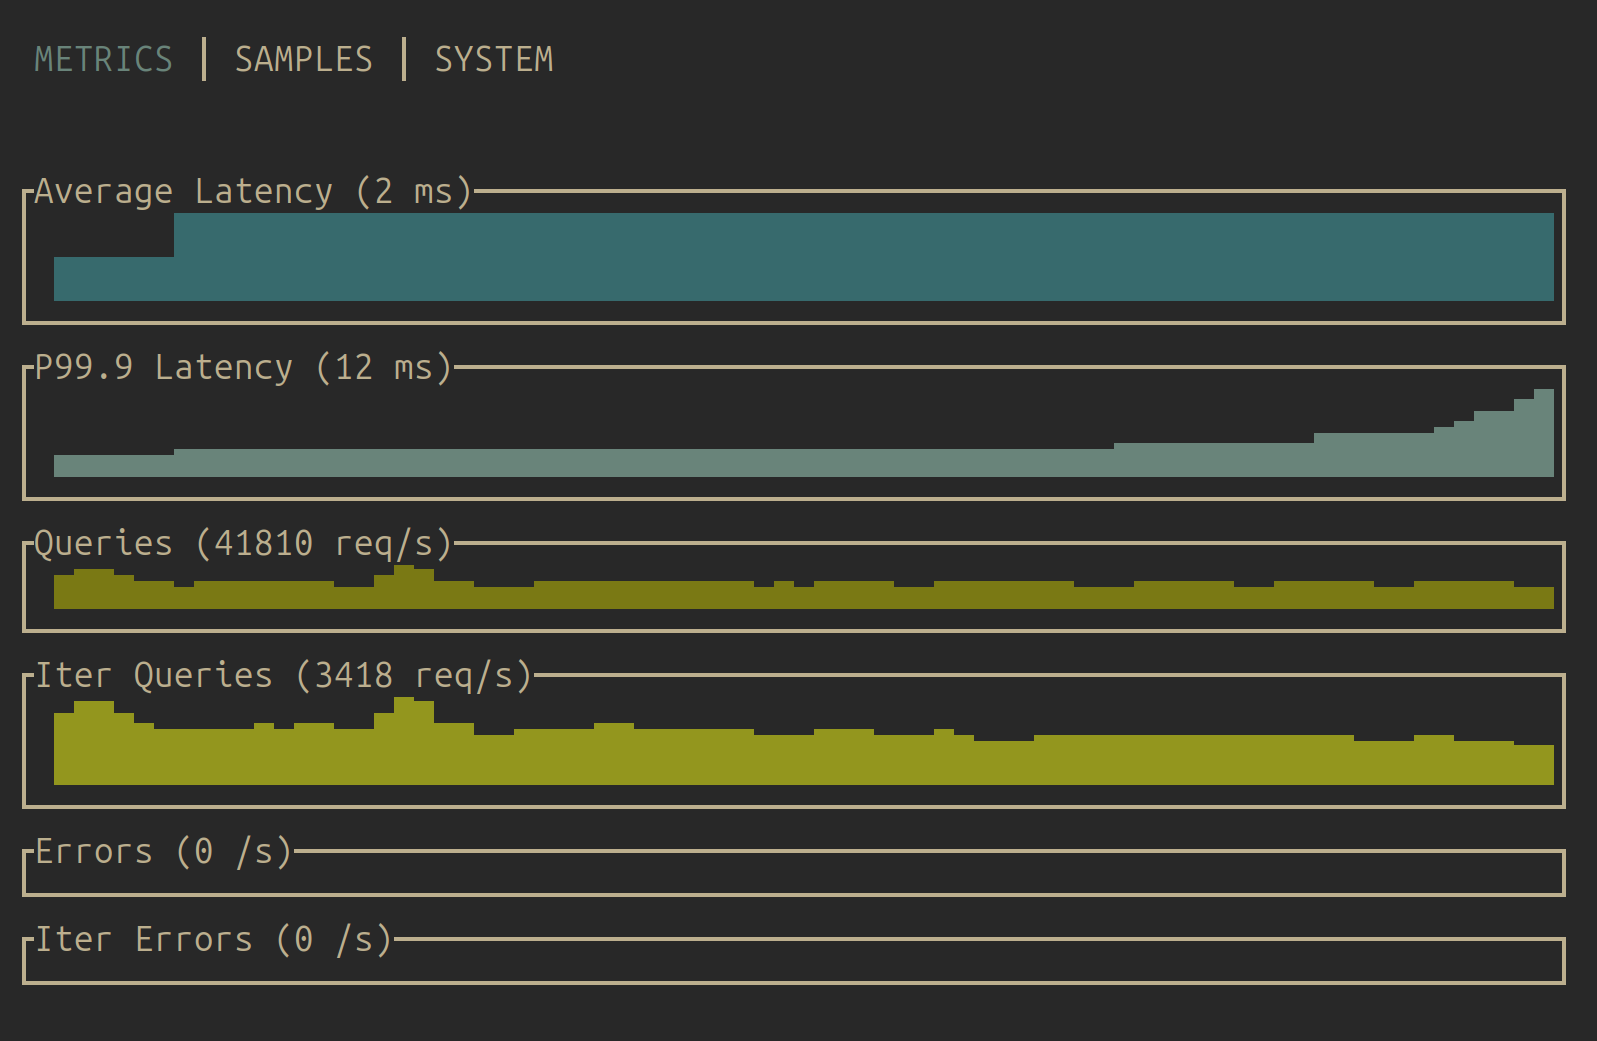 METRICS | SAMPLES | SYSTEM
Average Latency (2 ms)
P99.9 Latency (12 ms)
Queries (41810 req/s)
Iter Queries (3418 req/s)
Errors (0 /s)
Iter Errors (0 /s)